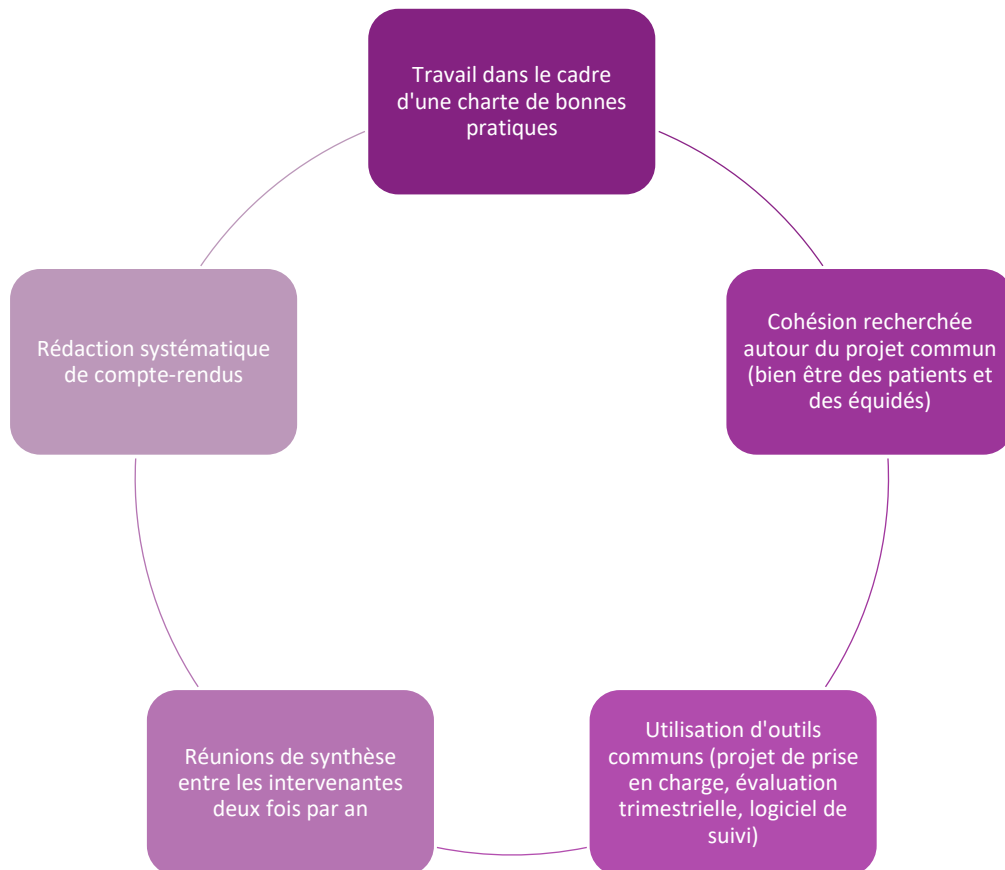 Travail dans le cadre
d'une charte de bonnes
pratiques
Cohésion recherchée
autour du projet commun
(bien être des patients et
des équidés)
Utilisation d'outils
communs (projet de prise
en charge, évaluation
trimestrielle, logiciel de
suivi)
Réunions de synthèse
entre les intervenantes
deux fois par an
Rédaction systématique
de compte-rendus